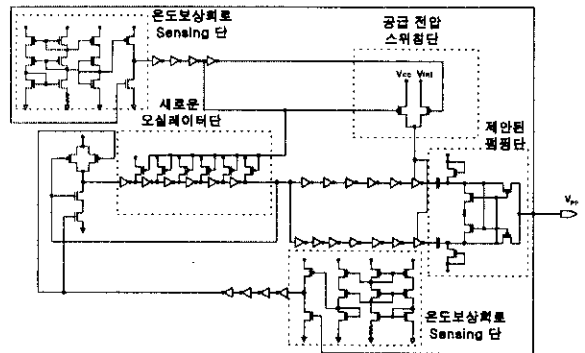 온도보상회로
Sensing 단
공급 전압
스위칭단
Vcc Vint
새로운
오실레이터단
제안된
펌핑단
Vpp
온도보상회로
Sensing 단